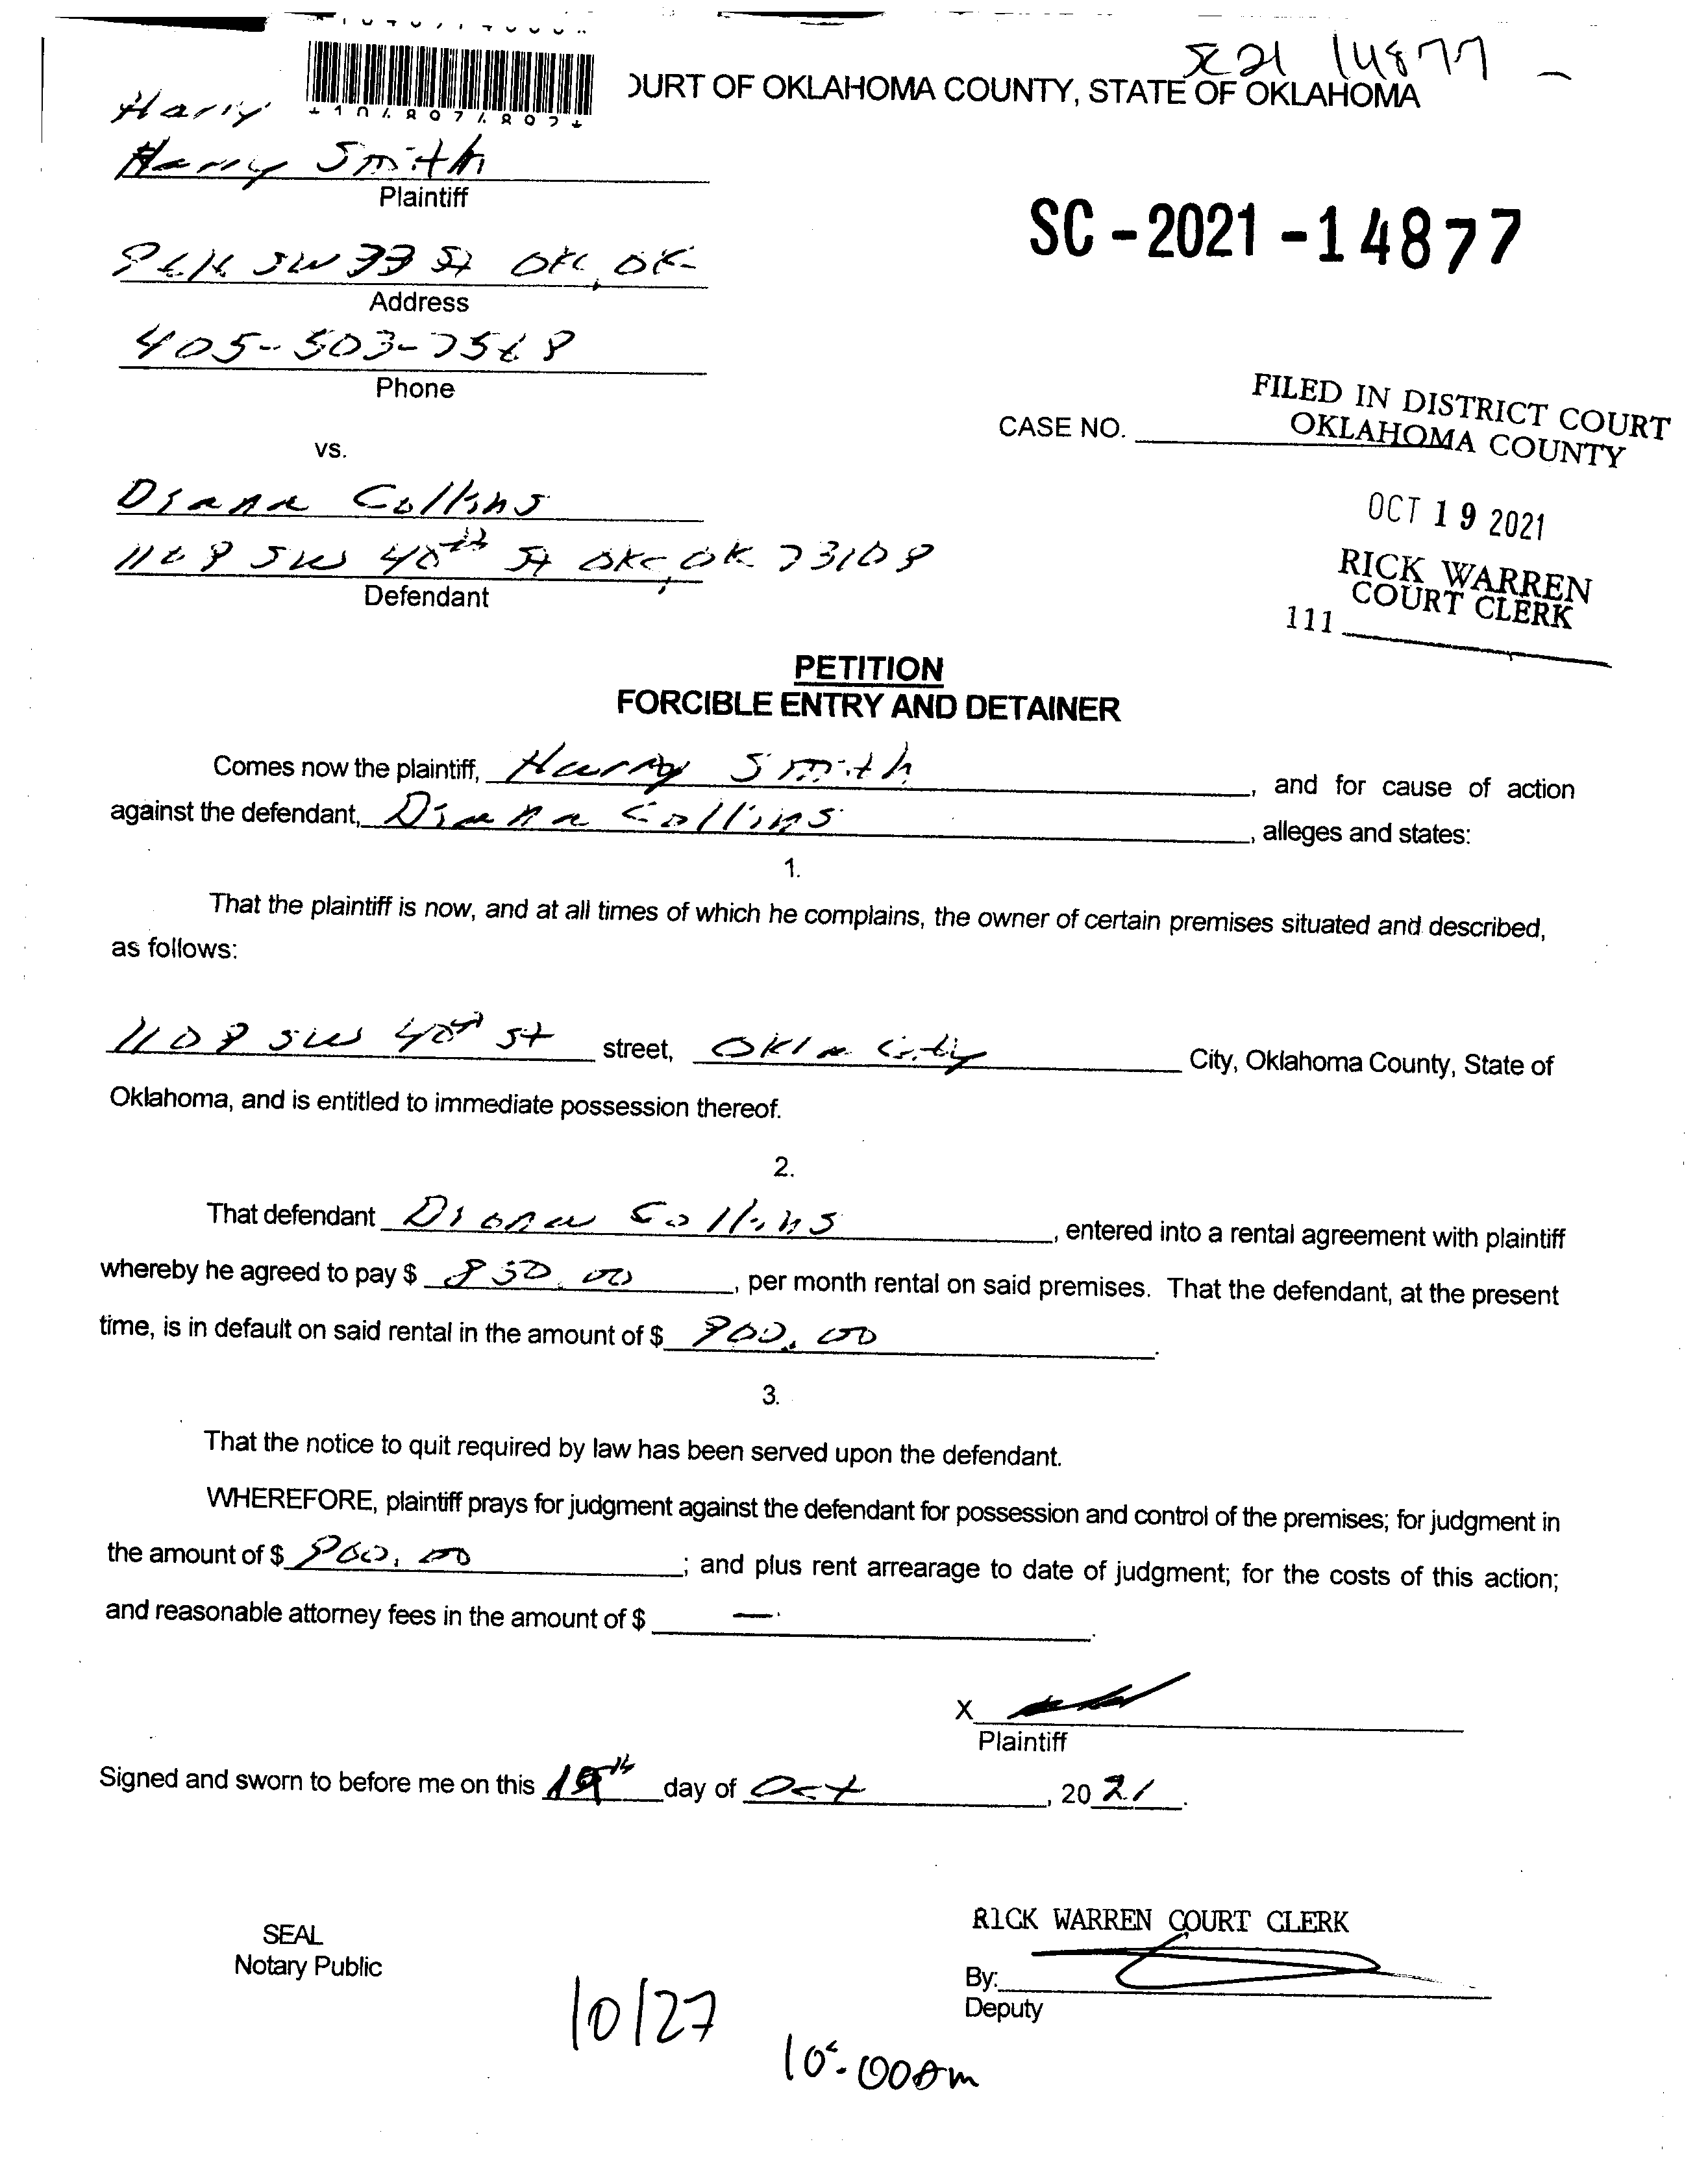 SC 21 14877 -
OURT OF OKLAHOMA COUNTY, STATE OF OKLAHOMA
Harry
Harry Smith
Plaintiff
SC-2021-14877
SW 33 St OKC, OK
Address
Phone
FILED IN DISTRICT COURT
OKLAHOMA COUNTY
CASE NO.
vs.
OCT 19 2021
RICK WARREN
COURT CLERK
111
Diana Collins
1108 SW 40th St OKC, OK 73108
Defendant
PETITION
FORCIBLE ENTRY AND DETAINER
Comes now the plaintiff, Harry Smith, and for cause of action
against the defendant, Diana Collins, alleges and states:
1.
That the plaintiff is now, and at all times of which he complains, the owner of certain premises situated and described,
as follows:
1108 SW 40th St street, Okla City City, Oklahoma County, State of
Oklahoma, and is entitled to immediate possession thereof.
2.
That defendant Diana Collins, entered into a rental agreement with plaintiff
whereby he agreed to pay $ 850.00, per month rental on said premises. That the defendant, at the present
time, is in default on said rental in the amount of $ 900.00.
3.
That the notice to quit required by law has been served upon the defendant.
WHEREFORE, plaintiff prays for judgment against the defendant for possession and control of the premises; for judgment in
the amount of $ 900.00; and plus rent arrearage to date of judgment; for the costs of this action;
and reasonable attorney fees in the amount of $ —.
X
Plaintiff
Signed and sworn to before me on this 19th day of Oct, 2021.
RICK WARREN COURT CLERK
SEAL
Notary Public
By:
Deputy
10/27
10:00am